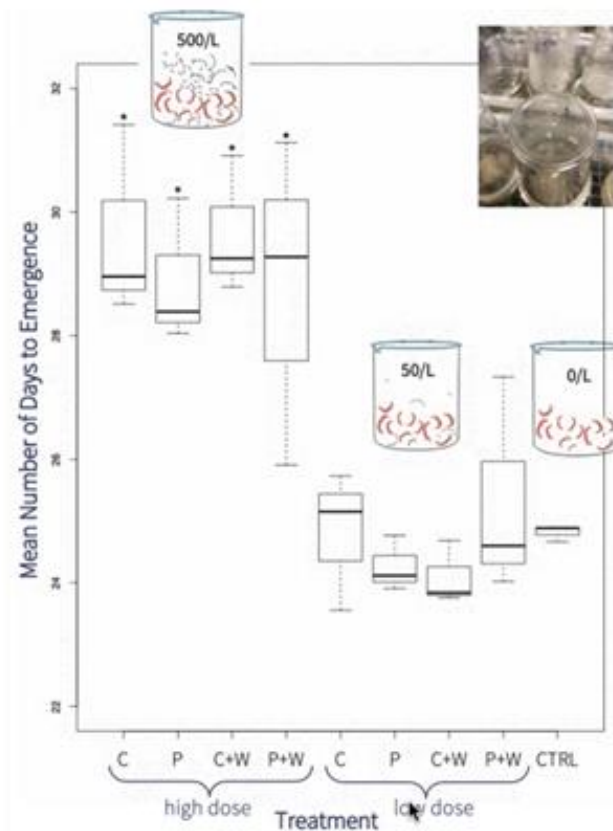 500/L
32
30
28
26
24
22
Mean Number of Days to Emergence
50/L
0/L
C P C+W P+W C P C+W P+W CTRL
high dose low dose
Treatment